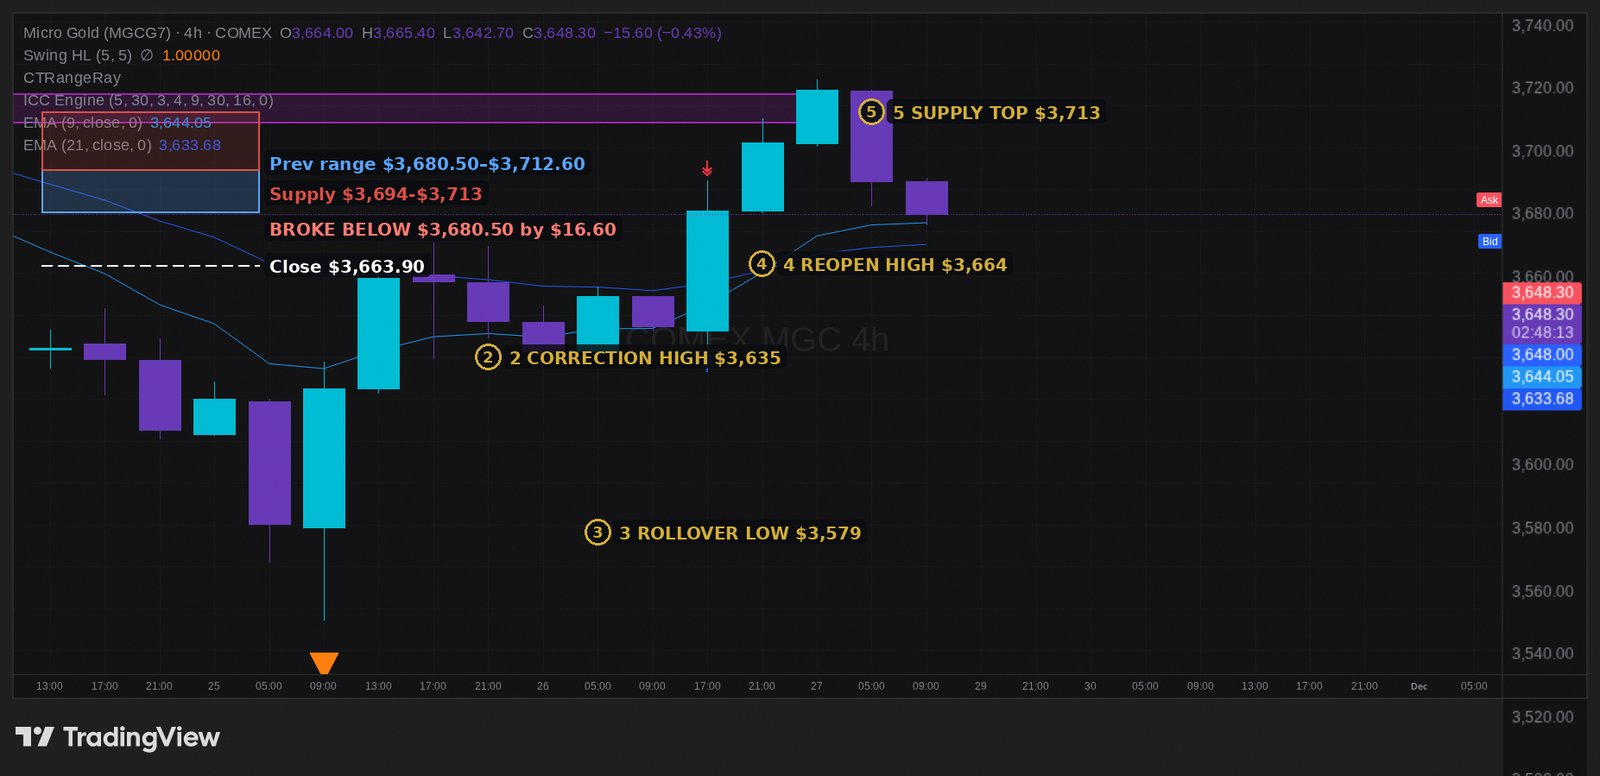 Micro Gold (MGCG7) · 4h · COMEX O3,664.00 H3,665.40 L3,642.70 C3,648.30 −15.60 (−0.43%)
Swing HL (5, 5) ∅ 1.00000
CTRangeRay
ICC Engine (5, 30, 3, 4, 9, 30, 16, 0)
EMA (9, close, 0) 3,644.05
EMA (21, close, 0) 3,633.68
Prev range $3,680.50–$3,712.60
Supply $3,694-$3,713
BROKE BELOW $3,680.50 by $16.60
Close $3,663.90
5 5 SUPPLY TOP $3,713
4 4 REOPEN HIGH $3,664
COMEX MGC 4h
2 2 CORRECTION HIGH $3,635
3 3 ROLLOVER LOW $3,579
3,740.00
3,720.00
3,700.00
Ask
3,680.00
Bid
3,660.00
3,648.30
3,648.30
02:48:13
3,648.00
3,644.05
3,633.68
3,600.00
3,580.00
3,560.00
3,540.00
3,520.00
13:00 17:00 21:00 25 05:00 09:00 13:00 17:00 21:00 26 05:00 09:00 17:00 21:00 27 05:00 09:00 29 21:00 30 05:00 09:00 13:00 17:00 21:00 Dec 05:00
TradingView